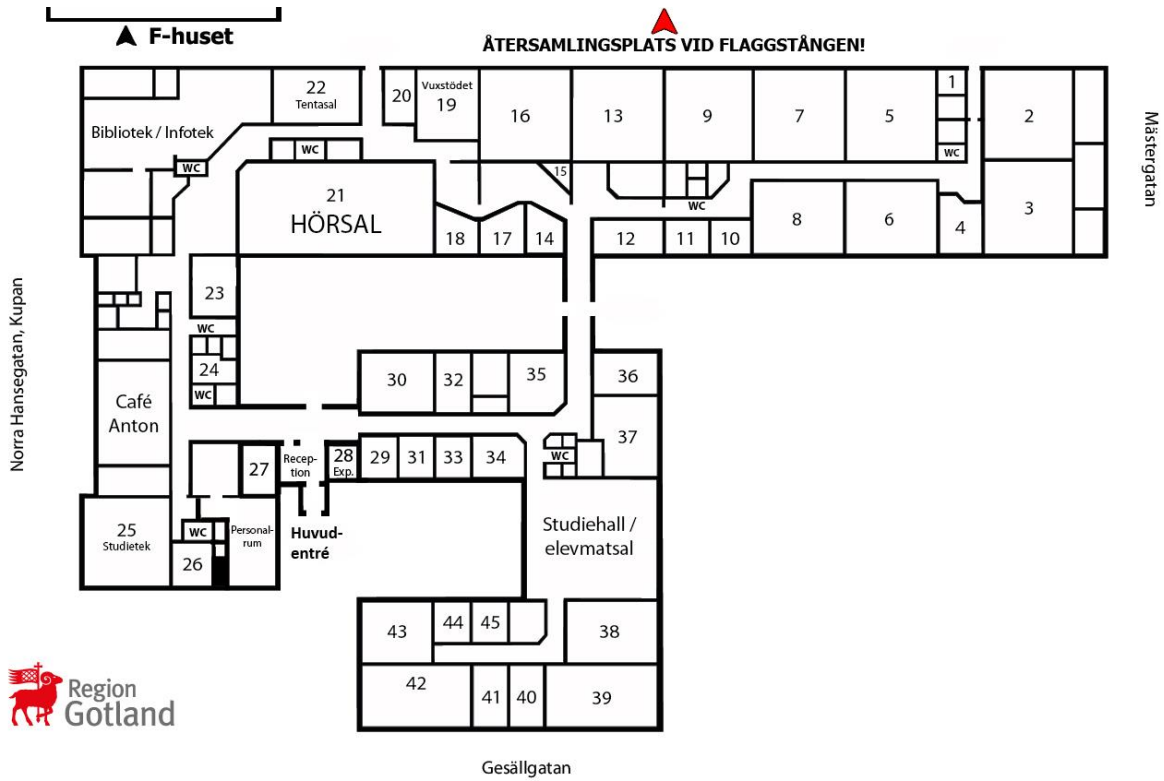 F-huset
ÅTERSAMLINGSPLATS VID FLAGGSTÅNGEN!
22
Tentasal
20
Vuxstödet
19
16
13
9
7
5
1
2
Bibliotek / Infotek
WC
WC
WC
15
21
HÖRSAL
WC
18
17
14
12
11
10
8
6
4
3
Mästergatan
23
WC
24
WC
Norra Hansegatan, Kupan
Café
Anton
30
32
35
36
37
27
Recep-
tion
28
Exp.
29
31
33
34
WC
25
Studietek
WC
26
Personal-
rum
Huvud-
entré
Studiehall /
elevmatsal
43
44
45
38
42
41
40
39
Region
Gotland
Gesällgatan